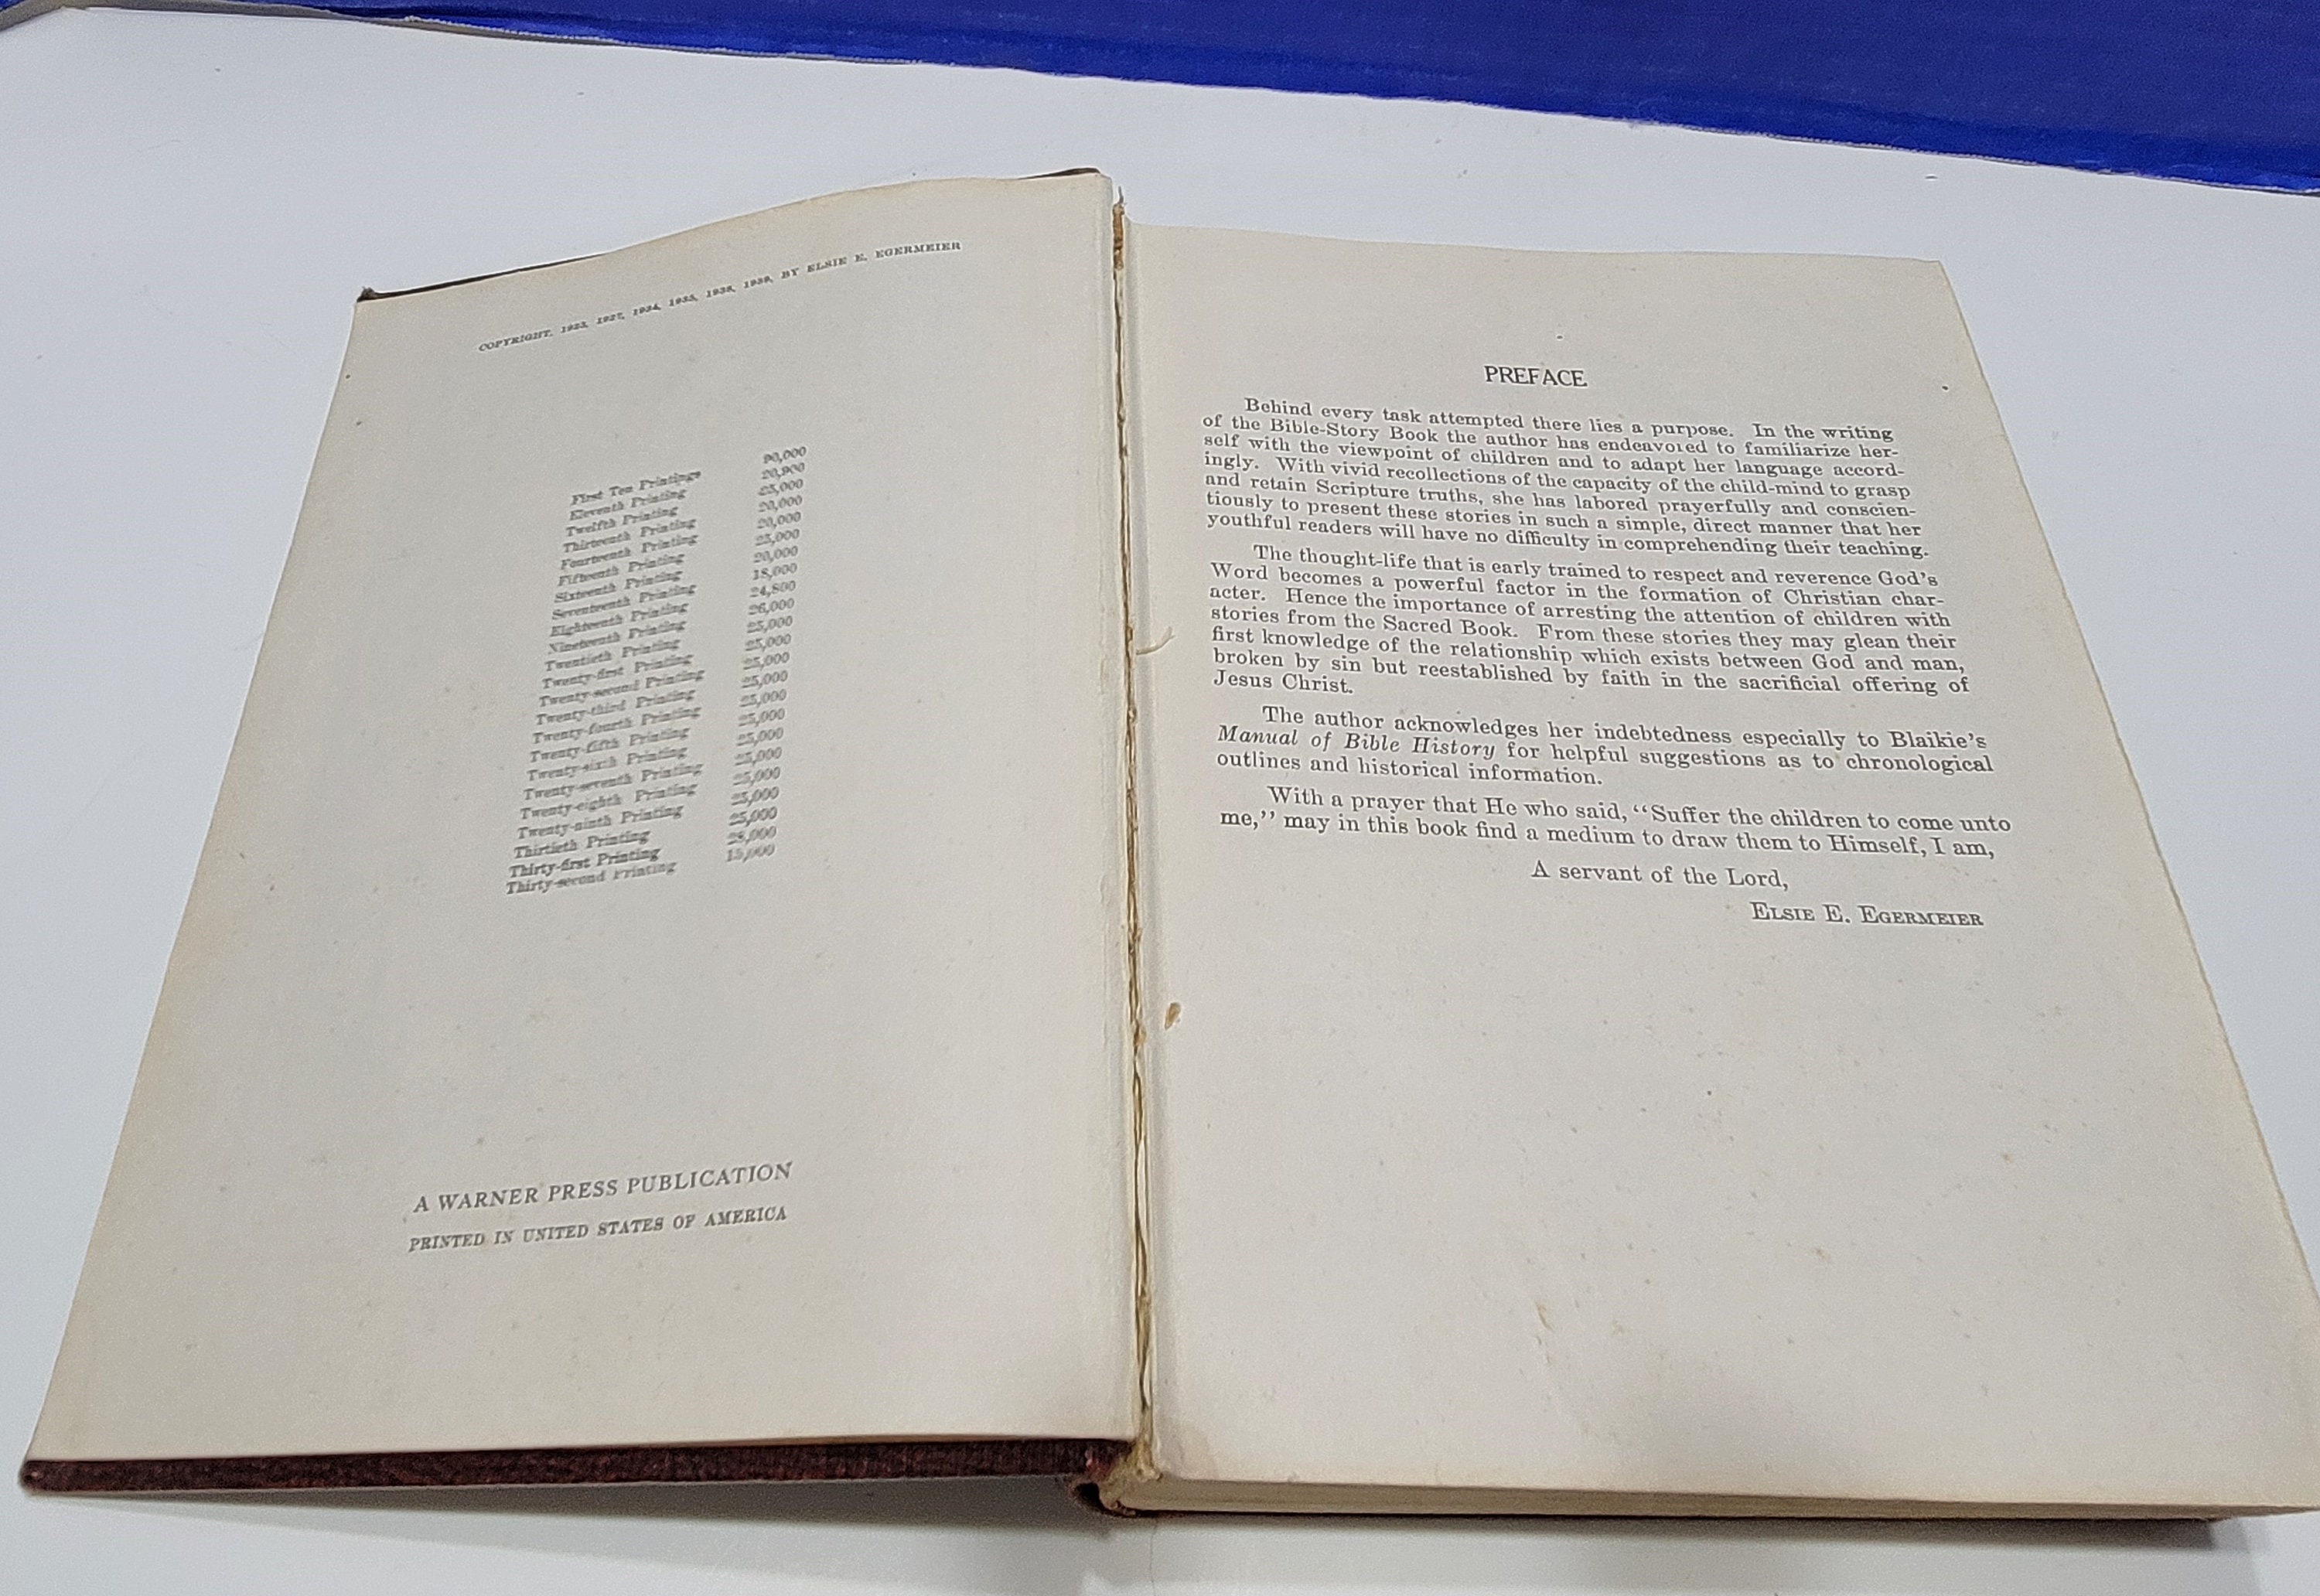 COPYRIGHT, 1923, 1927, 1934, 1935, 1938, 1939, BY ELSIE E. EGERMEIER
First Ten Printings 90,000
Eleventh Printing 20,900
Twelfth Printing 25,000
Thirteenth Printing 20,000
Fourteenth Printing 20,000
Fifteenth Printing 25,000
Sixteenth Printing 20,000
Seventeenth Printing 18,000
Eighteenth Printing 24,800
Nineteenth Printing 26,000
Twentieth Printing 25,000
Twenty-first Printing 25,000
Twenty-second Printing 25,000
Twenty-third Printing 25,000
Twenty-fourth Printing 25,000
Twenty-fifth Printing 25,000
Twenty-sixth Printing 25,000
Twenty-seventh Printing 25,000
Twenty-eighth Printing 25,000
Twenty-ninth Printing 25,000
Thirtieth Printing 25,000
Thirty-first Printing 28,000
Thirty-second Printing 15,000
A WARNER PRESS PUBLICATION
PRINTED IN UNITED STATES OF AMERICA
PREFACE
Behind every task attempted there lies a purpose. In the writing
of the Bible-Story Book the author has endeavored to familiarize her-
self with the viewpoint of children and to adapt her language accord-
ingly. With vivid recollections of the capacity of the child-mind to grasp
and retain Scripture truths, she has labored prayerfully and conscien-
tiously to present these stories in such a simple, direct manner that her
youthful readers will have no difficulty in comprehending their teaching.
The thought-life that is early trained to respect and reverence God's
Word becomes a powerful factor in the formation of Christian char-
acter. Hence the importance of arresting the attention of children with
stories from the Sacred Book. From these stories they may glean their
first knowledge of the relationship which exists between God and man,
broken by sin but reestablished by faith in the sacrificial offering of
Jesus Christ.
The author acknowledges her indebtedness especially to Blaikie's
Manual of Bible History for helpful suggestions as to chronological
outlines and historical information.
With a prayer that He who said, "Suffer the children to come unto
me," may in this book find a medium to draw them to Himself, I am,
A servant of the Lord,
ELSIE E. EGERMEIER